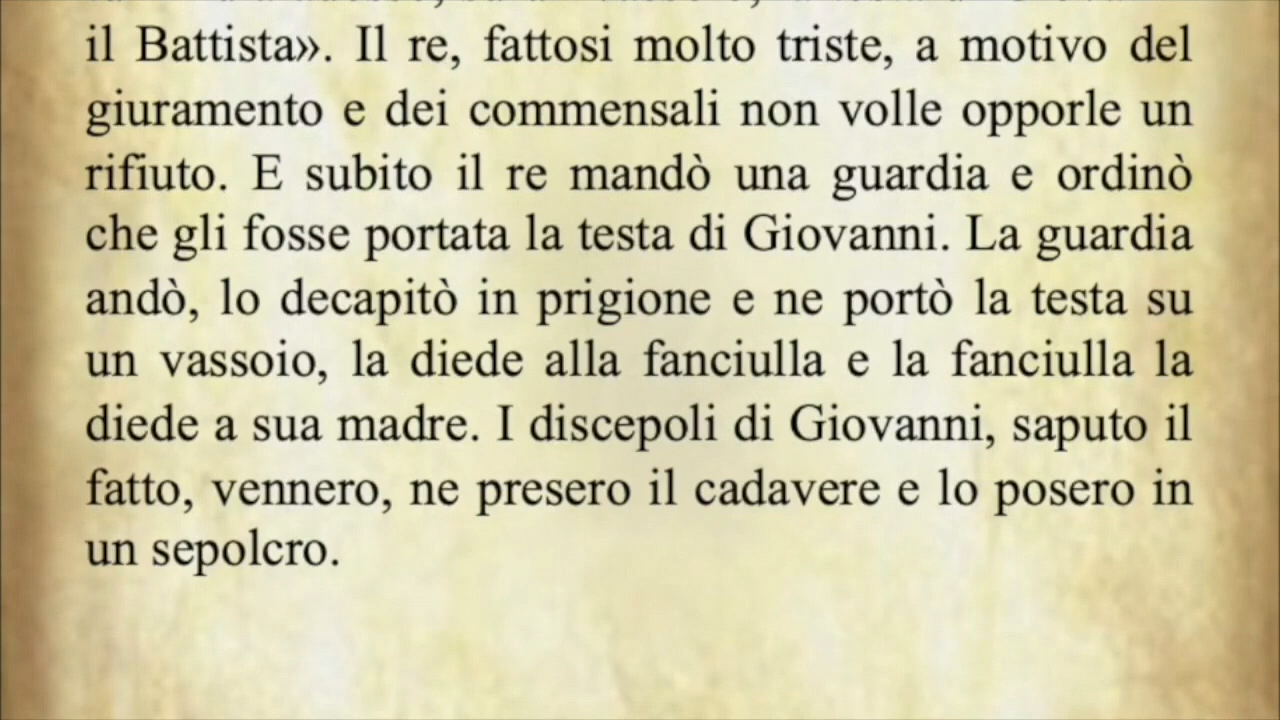 il Battista». Il re, fattosi molto triste, a motivo del
giuramento e dei commensali non volle opporle un
rifiuto. E subito il re mandò una guardia e ordinò
che gli fosse portata la testa di Giovanni. La guardia
andò, lo decapitò in prigione e ne portò la testa su
un vassoio, la diede alla fanciulla e la fanciulla la
diede a sua madre. I discepoli di Giovanni, saputo il
fatto, vennero, ne presero il cadavere e lo posero in
un sepolcro.